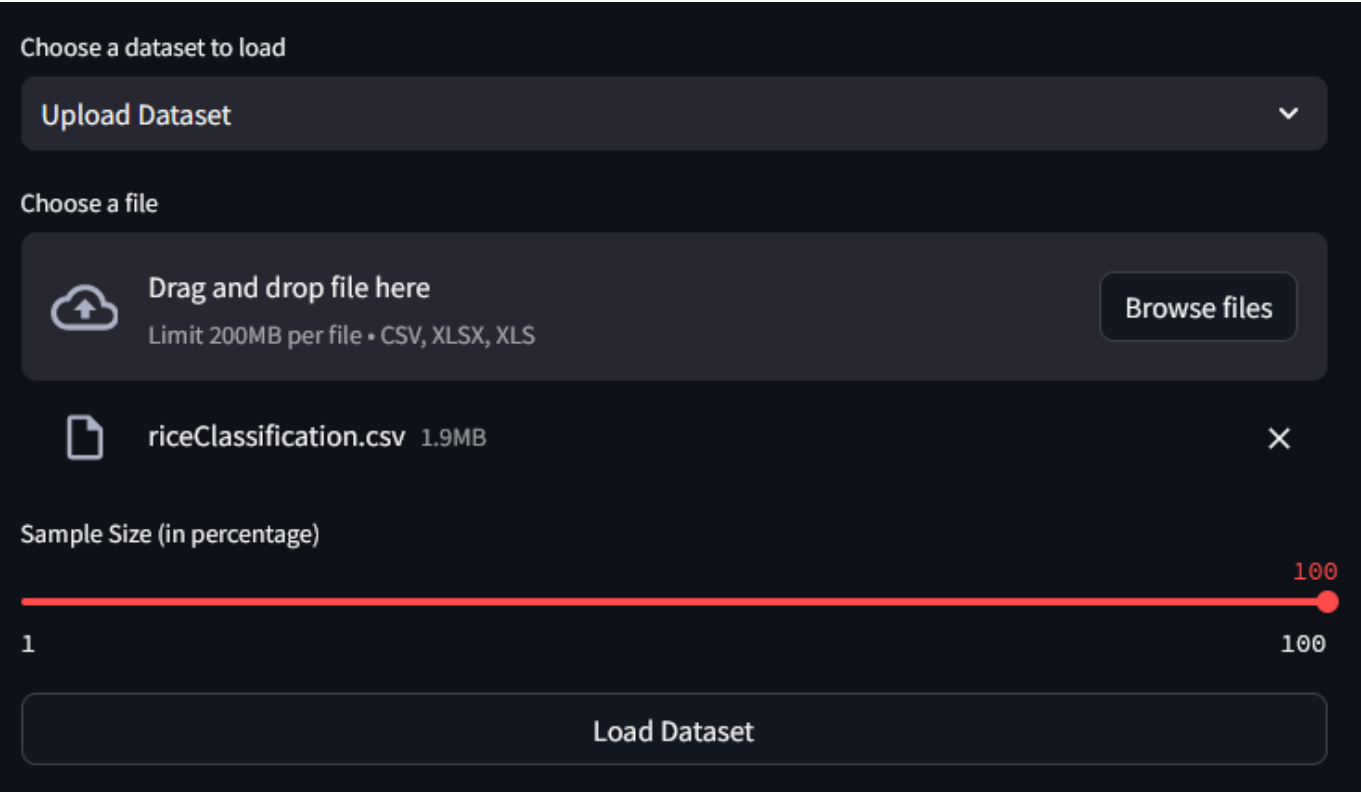 Choose a dataset to load
Upload Dataset
Choose a file
Drag and drop file here
Limit 200MB per file • CSV, XLSX, XLS
Browse files
riceClassification.csv 1.9MB
Sample Size (in percentage)
100
1 100
Load Dataset